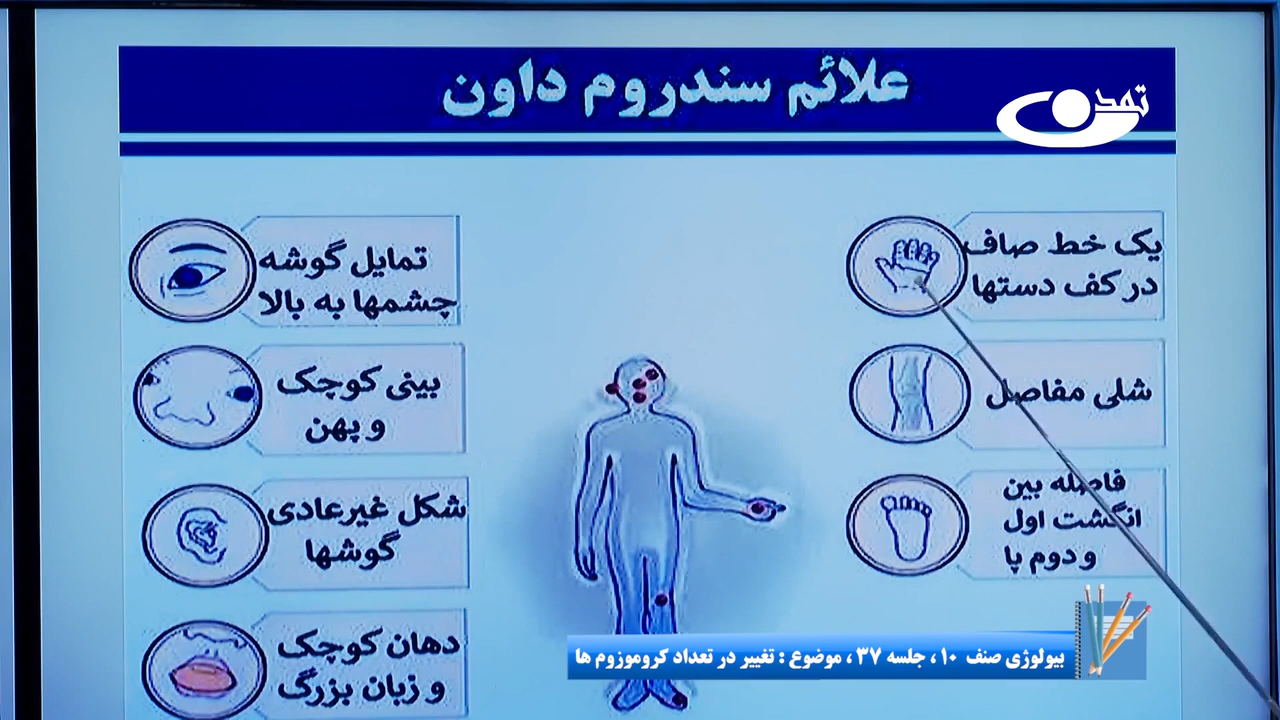 علائم سندروم داون
تمدن
یک خط صاف
در کف دستها
شلی مفاصل
فاصله بین
انگشت اول
و دوم پا
تمایل گوشه
چشمها به بالا
بینی کوچک
و پهن
شکل غیرعادی
گوشها
دهان کوچک
و زبان بزرگ
بیولوژی صنف ۱۰، جلسه ۳۷، موضوع : تغییر در تعداد کروموزوم ها